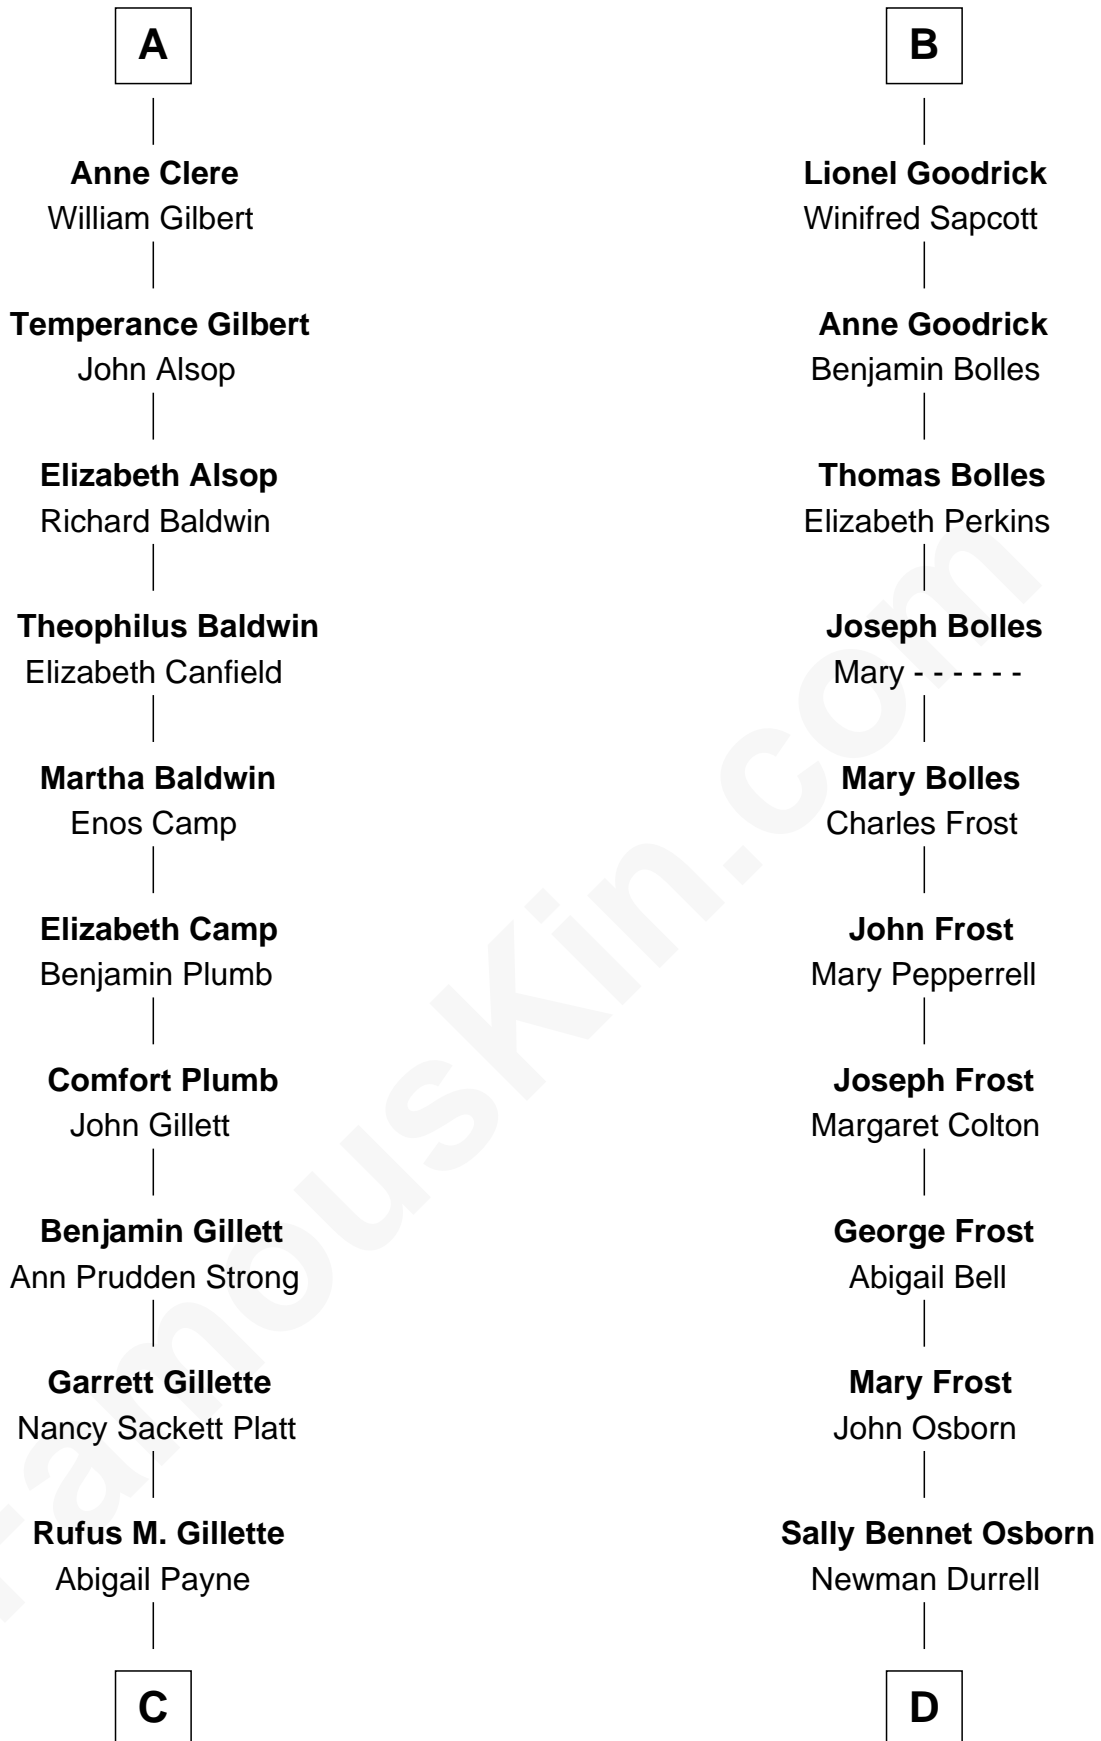 A
Anne Clere
William Gilbert
Temperance Gilbert
John Alsop
Elizabeth Alsop
Richard Baldwin
Theophilus Baldwin
Elizabeth Canfield
Martha Baldwin
Enos Camp
Elizabeth Camp
Benjamin Plumb
Comfort Plumb
John Gillett
Benjamin Gillett
Ann Prudden Strong
Garrett Gillette
Nancy Sackett Platt
Rufus M. Gillette
Abigail Payne
C
B
Lionel Goodrick
Winifred Sapcott
Anne Goodrick
Benjamin Bolles
Thomas Bolles
Elizabeth Perkins
Joseph Bolles
Mary - - - - - -
Mary Bolles
Charles Frost
John Frost
Mary Pepperrell
Joseph Frost
Margaret Colton
George Frost
Abigail Bell
Mary Frost
John Osborn
Sally Bennet Osborn
Newman Durrell
D
FamousKin.com